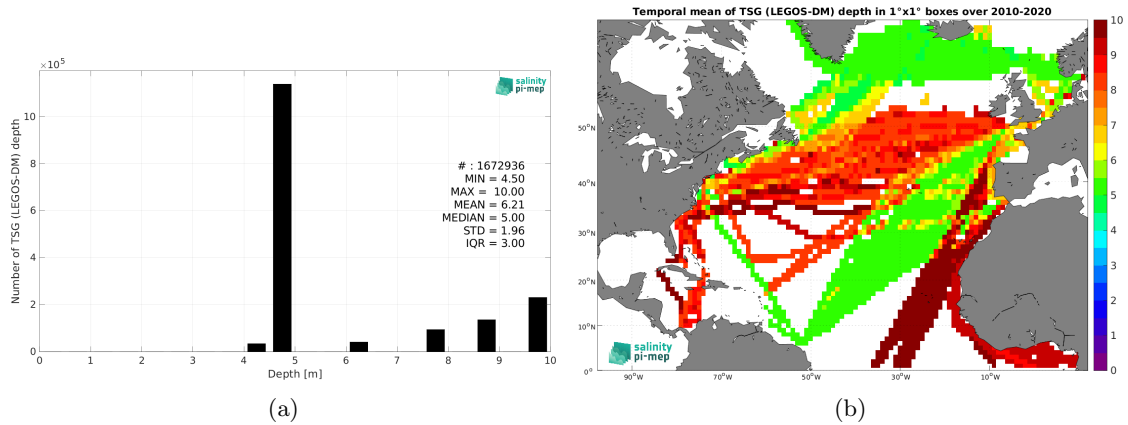 ×10⁵
10
8
6
4
2
0
Number of TSG (LEGOS-DM) depth
salinity
pi-mep
# : 1672936
MIN = 4.50
MAX = 10.00
MEAN = 6.21
MEDIAN = 5.00
STD = 1.96
IQR = 3.00
0 1 2 3 4 5 6 7 8 9 10
Depth [m]
(a)
Temporal mean of TSG (LEGOS-DM) depth in 1°x1° boxes over 2010-2020
50°N
40°N
30°N
20°N
10°N
0°
90°W 70°W 50°W 30°W 10°W
salinity
pi-mep
10
9
8
7
6
5
4
3
2
1
0
(b)